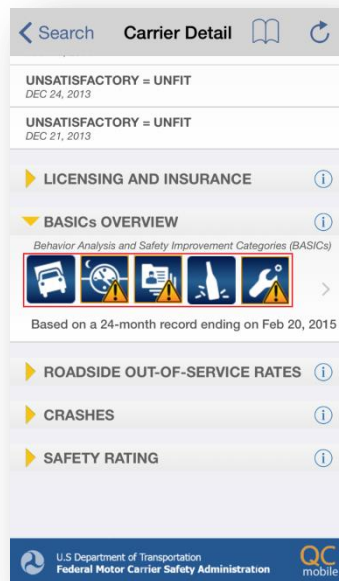 Search Carrier Detail
UNSATISFACTORY = UNFIT
DEC 24, 2013
UNSATISFACTORY = UNFIT
DEC 21, 2013
LICENSING AND INSURANCE
BASICs OVERVIEW
Behavior Analysis and Safety Improvement Categories (BASICs)
Based on a 24-month record ending on Feb 20, 2015
ROADSIDE OUT-OF-SERVICE RATES
CRASHES
SAFETY RATING
U.S Department of Transportation
Federal Motor Carrier Safety Administration
QC
mobile